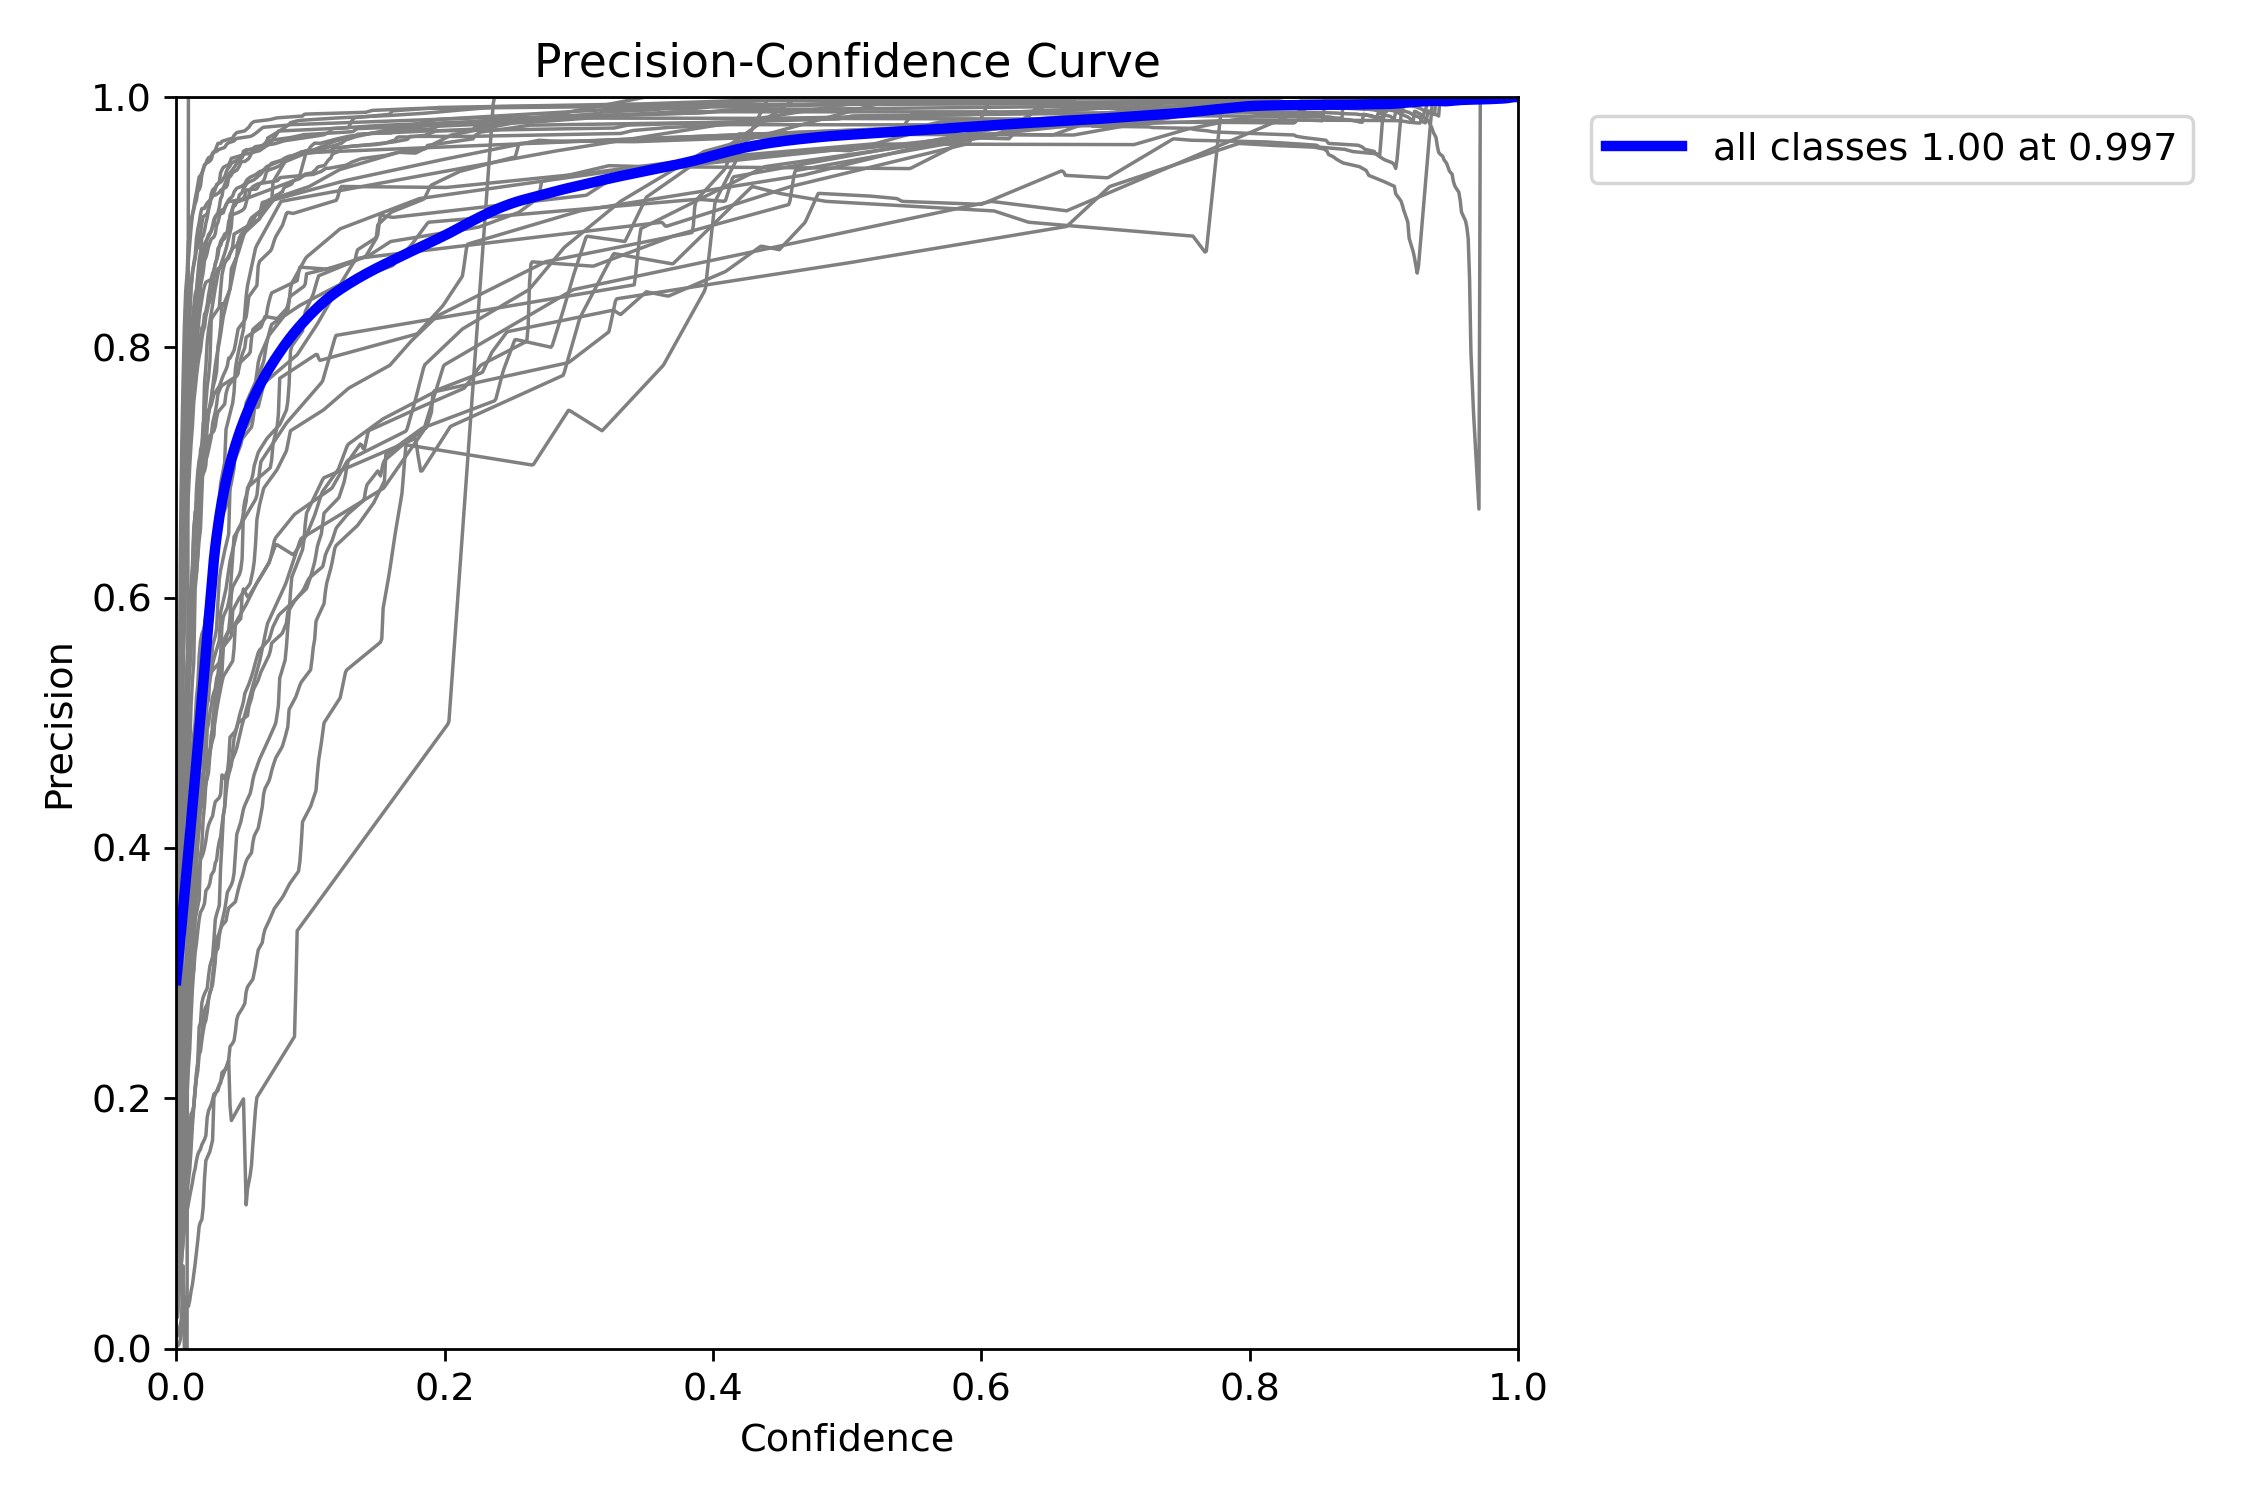 Precision-Confidence Curve
all classes 1.00 at 0.997
Precision
1.0
0.8
0.6
0.4
0.2
0.0
0.0 0.2 0.4 0.6 0.8 1.0
Confidence